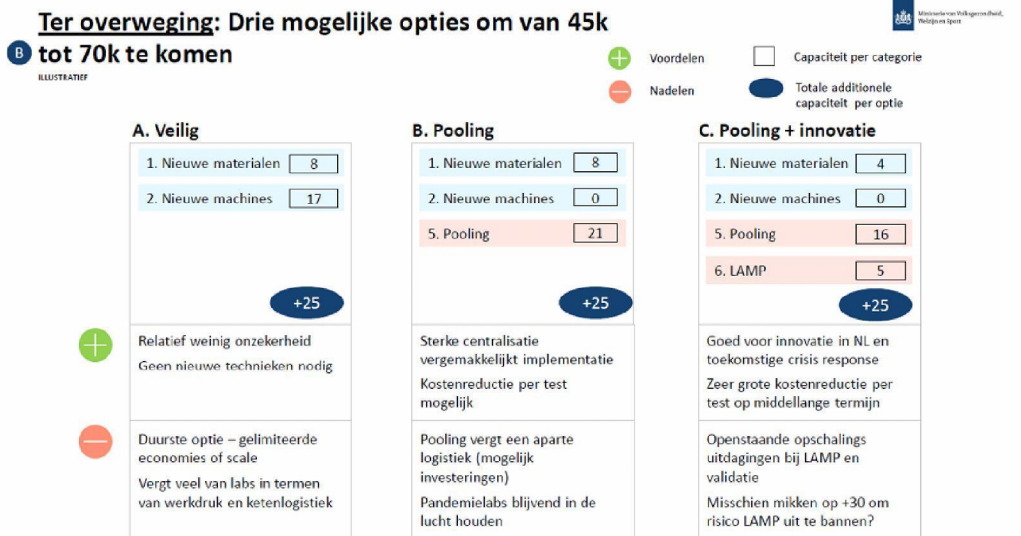 Ter overweging: Drie mogelijke opties om van 45k
B tot 70k te komen
ILLUSTRATIEF
Ministerie van Volksgezondheid,
Welzijn en Sport
Voordelen
Nadelen
Capaciteit per categorie
Totale additionele
capaciteit per optie
A. Veilig
1. Nieuwe materialen 8
2. Nieuwe machines 17
+25
Relatief weinig onzekerheid
Geen nieuwe technieken nodig
Duurste optie – gelimiteerde
economies of scale
Vergt veel van labs in termen
van werkdruk en ketenlogistiek
B. Pooling
1. Nieuwe materialen 8
2. Nieuwe machines 0
5. Pooling 21
+25
Sterke centralisatie
vergemakkelijkt implementatie
Kostenreductie per test
mogelijk
Pooling vergt een aparte
logistiek (mogelijk
investeringen)
Pandemielabs blijvend in de
lucht houden
C. Pooling + innovatie
1. Nieuwe materialen 4
2. Nieuwe machines 0
5. Pooling 16
6. LAMP 5
+25
Goed voor innovatie in NL en
toekomstige crisis response
Zeer grote kostenreductie per
test op middellange termijn
Openstaande opschalings
uitdagingen bij LAMP en
validatie
Misschien mikken op +30 om
risico LAMP uit te bannen?